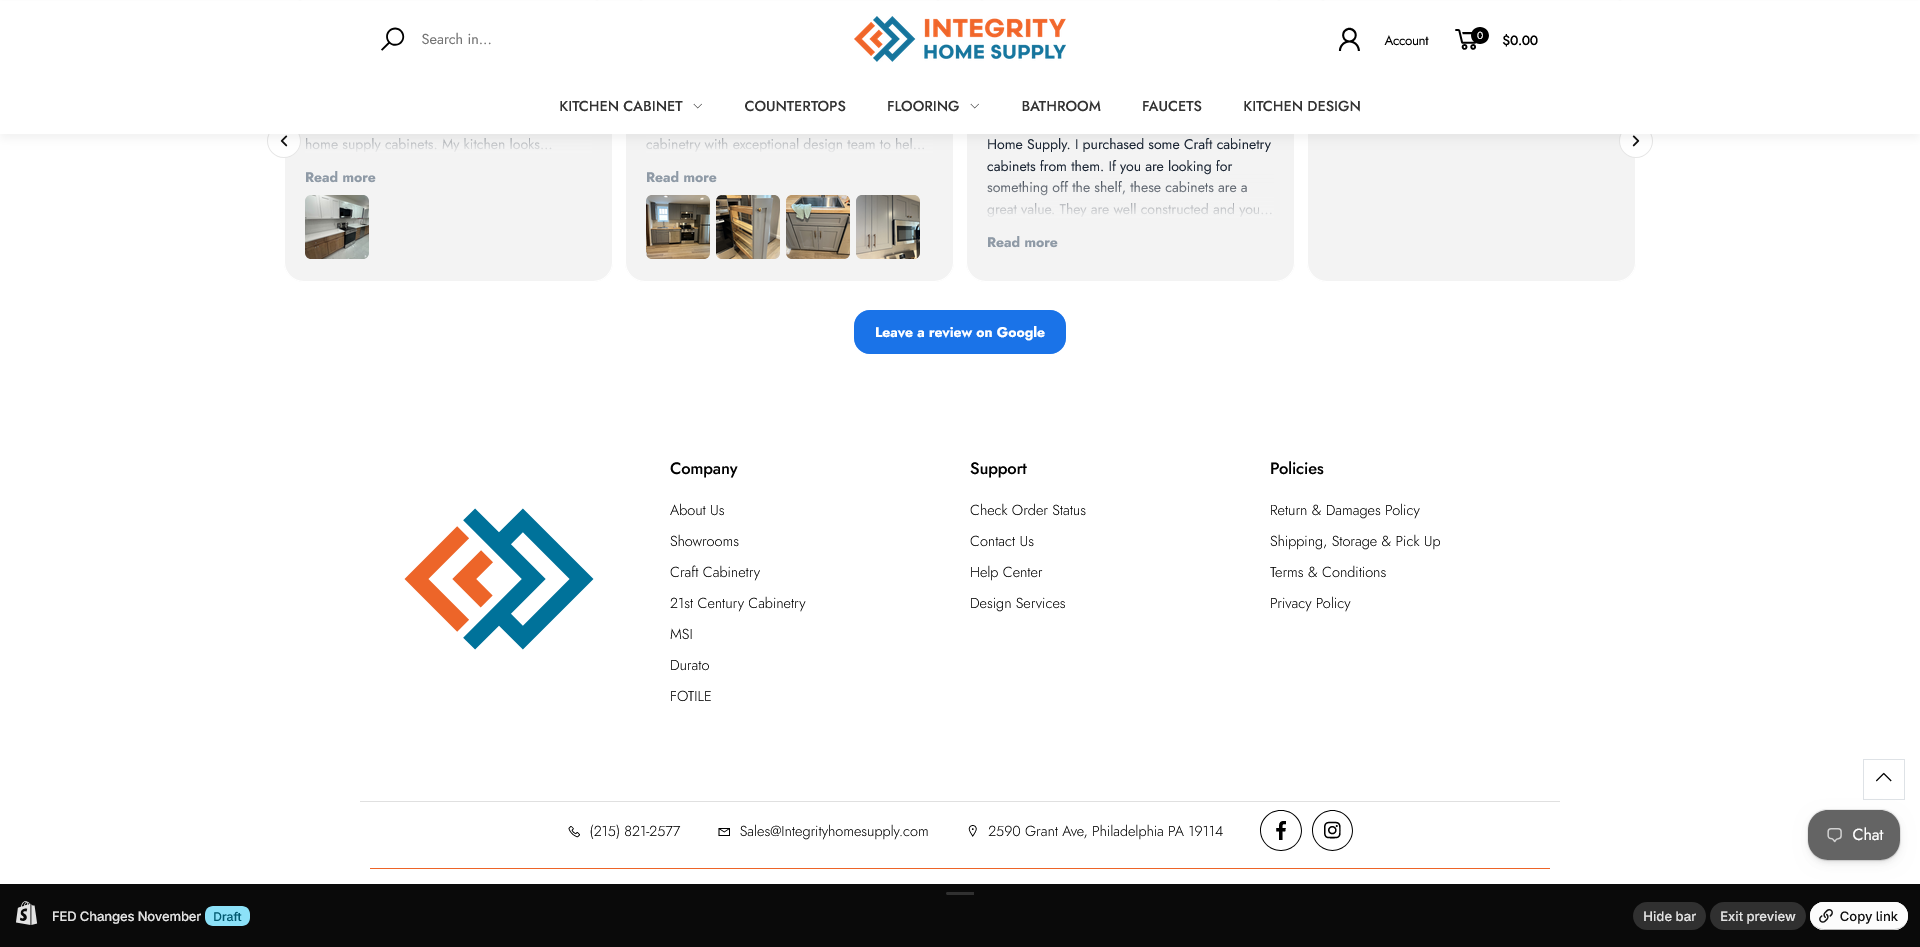 Search in...
INTEGRITY
HOME SUPPLY
Account
0
$0.00
KITCHEN CABINET
COUNTERTOPS
FLOORING
BATHROOM
FAUCETS
KITCHEN DESIGN
home supply cabinets. My kitchen looks...
Read more
cabinetry with exceptional design team to hel...
Read more
Home Supply. I purchased some Craft cabinetry
cabinets from them. If you are looking for
something off the shelf, these cabinets are a
great value. They are well constructed and you...
Read more
Leave a review on Google
Company
About Us
Showrooms
Craft Cabinetry
21st Century Cabinetry
MSI
Durato
FOTILE
Support
Check Order Status
Contact Us
Help Center
Design Services
Policies
Return & Damages Policy
Shipping, Storage & Pick Up
Terms & Conditions
Privacy Policy
(215) 821-2577
Sales@Integrityhomesupply.com
2590 Grant Ave, Philadelphia PA 19114
Chat
FED Changes November
Draft
Hide bar
Exit preview
Copy link